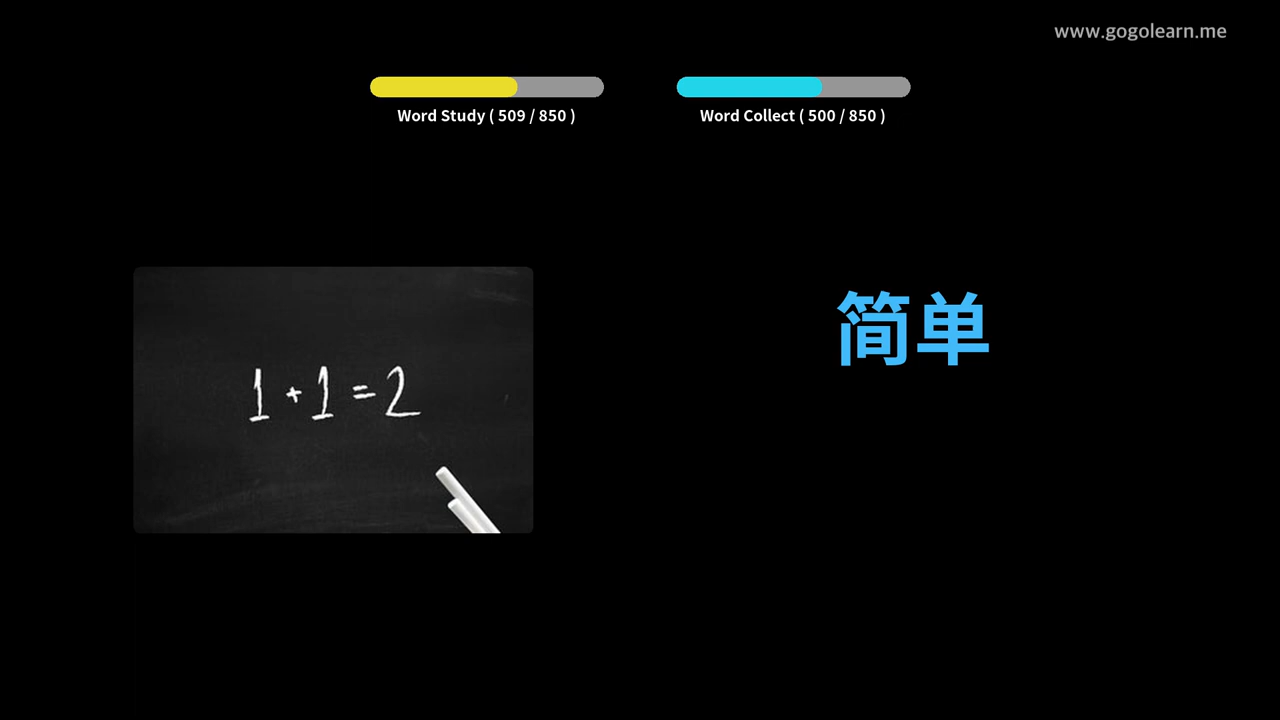 www.gogolearn.me
Word Study ( 509 / 850 )
Word Collect ( 500 / 850 )
简单
1 + 1 = 2